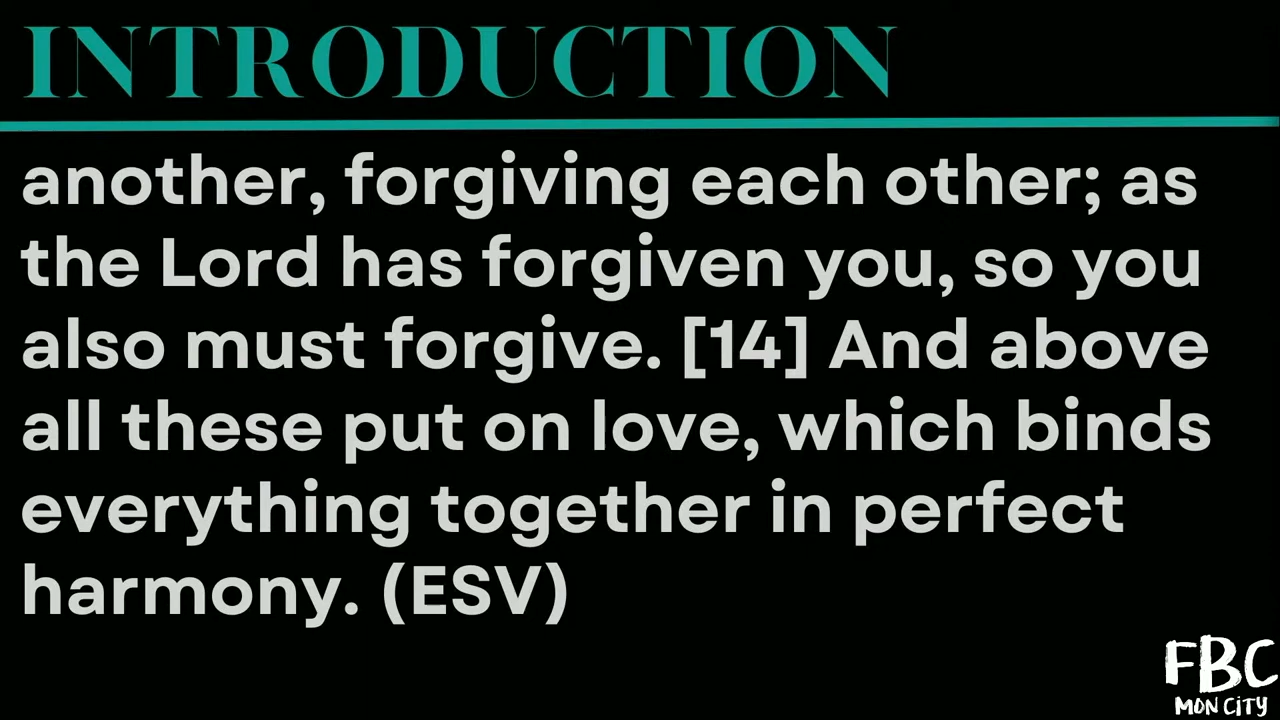 INTRODUCTION
another, forgiving each other; as
the Lord has forgiven you, so you
also must forgive. [14] And above
all these put on love, which binds
everything together in perfect
harmony. (ESV)
FBC
MON CiTY